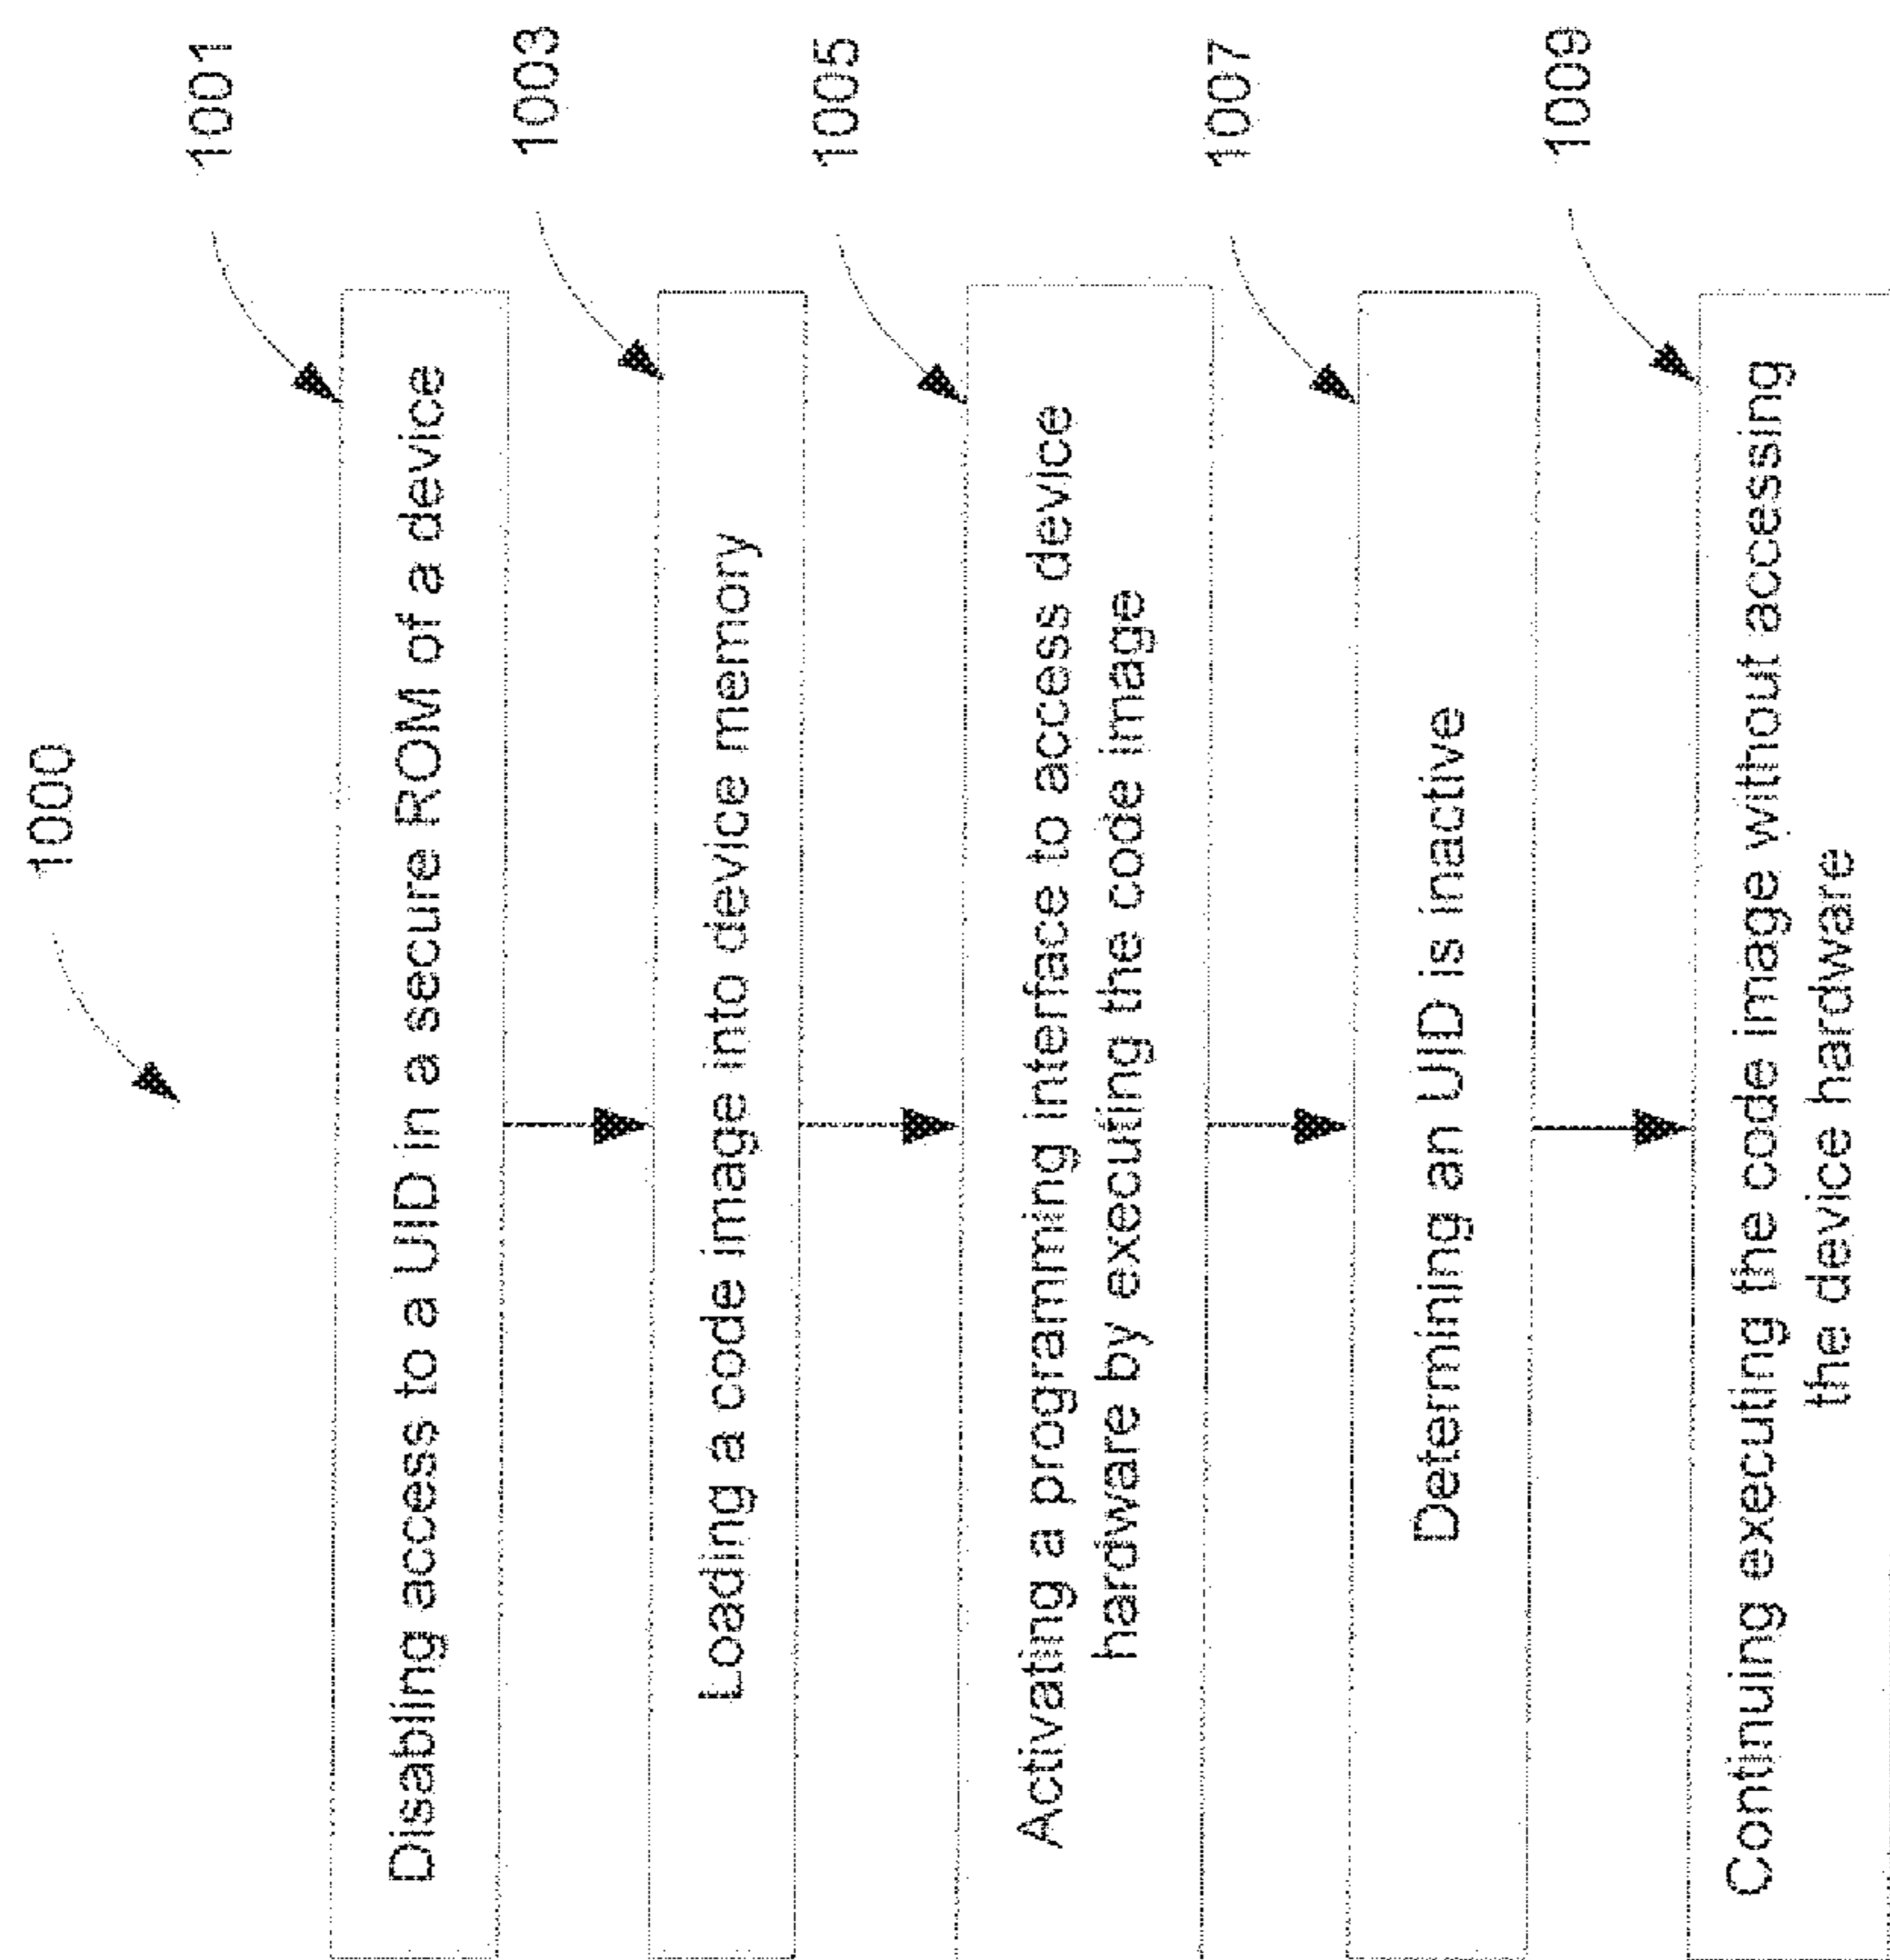 1000
1001
Disabling access to a UID in a secure ROM of a device
1003
Loading a code image into device memory
1005
Activating a programming interface to access device
hardware by executing the code image
1007
Determining an UID is inactive
1009
Continuing executing the code image without accessing
the device hardware